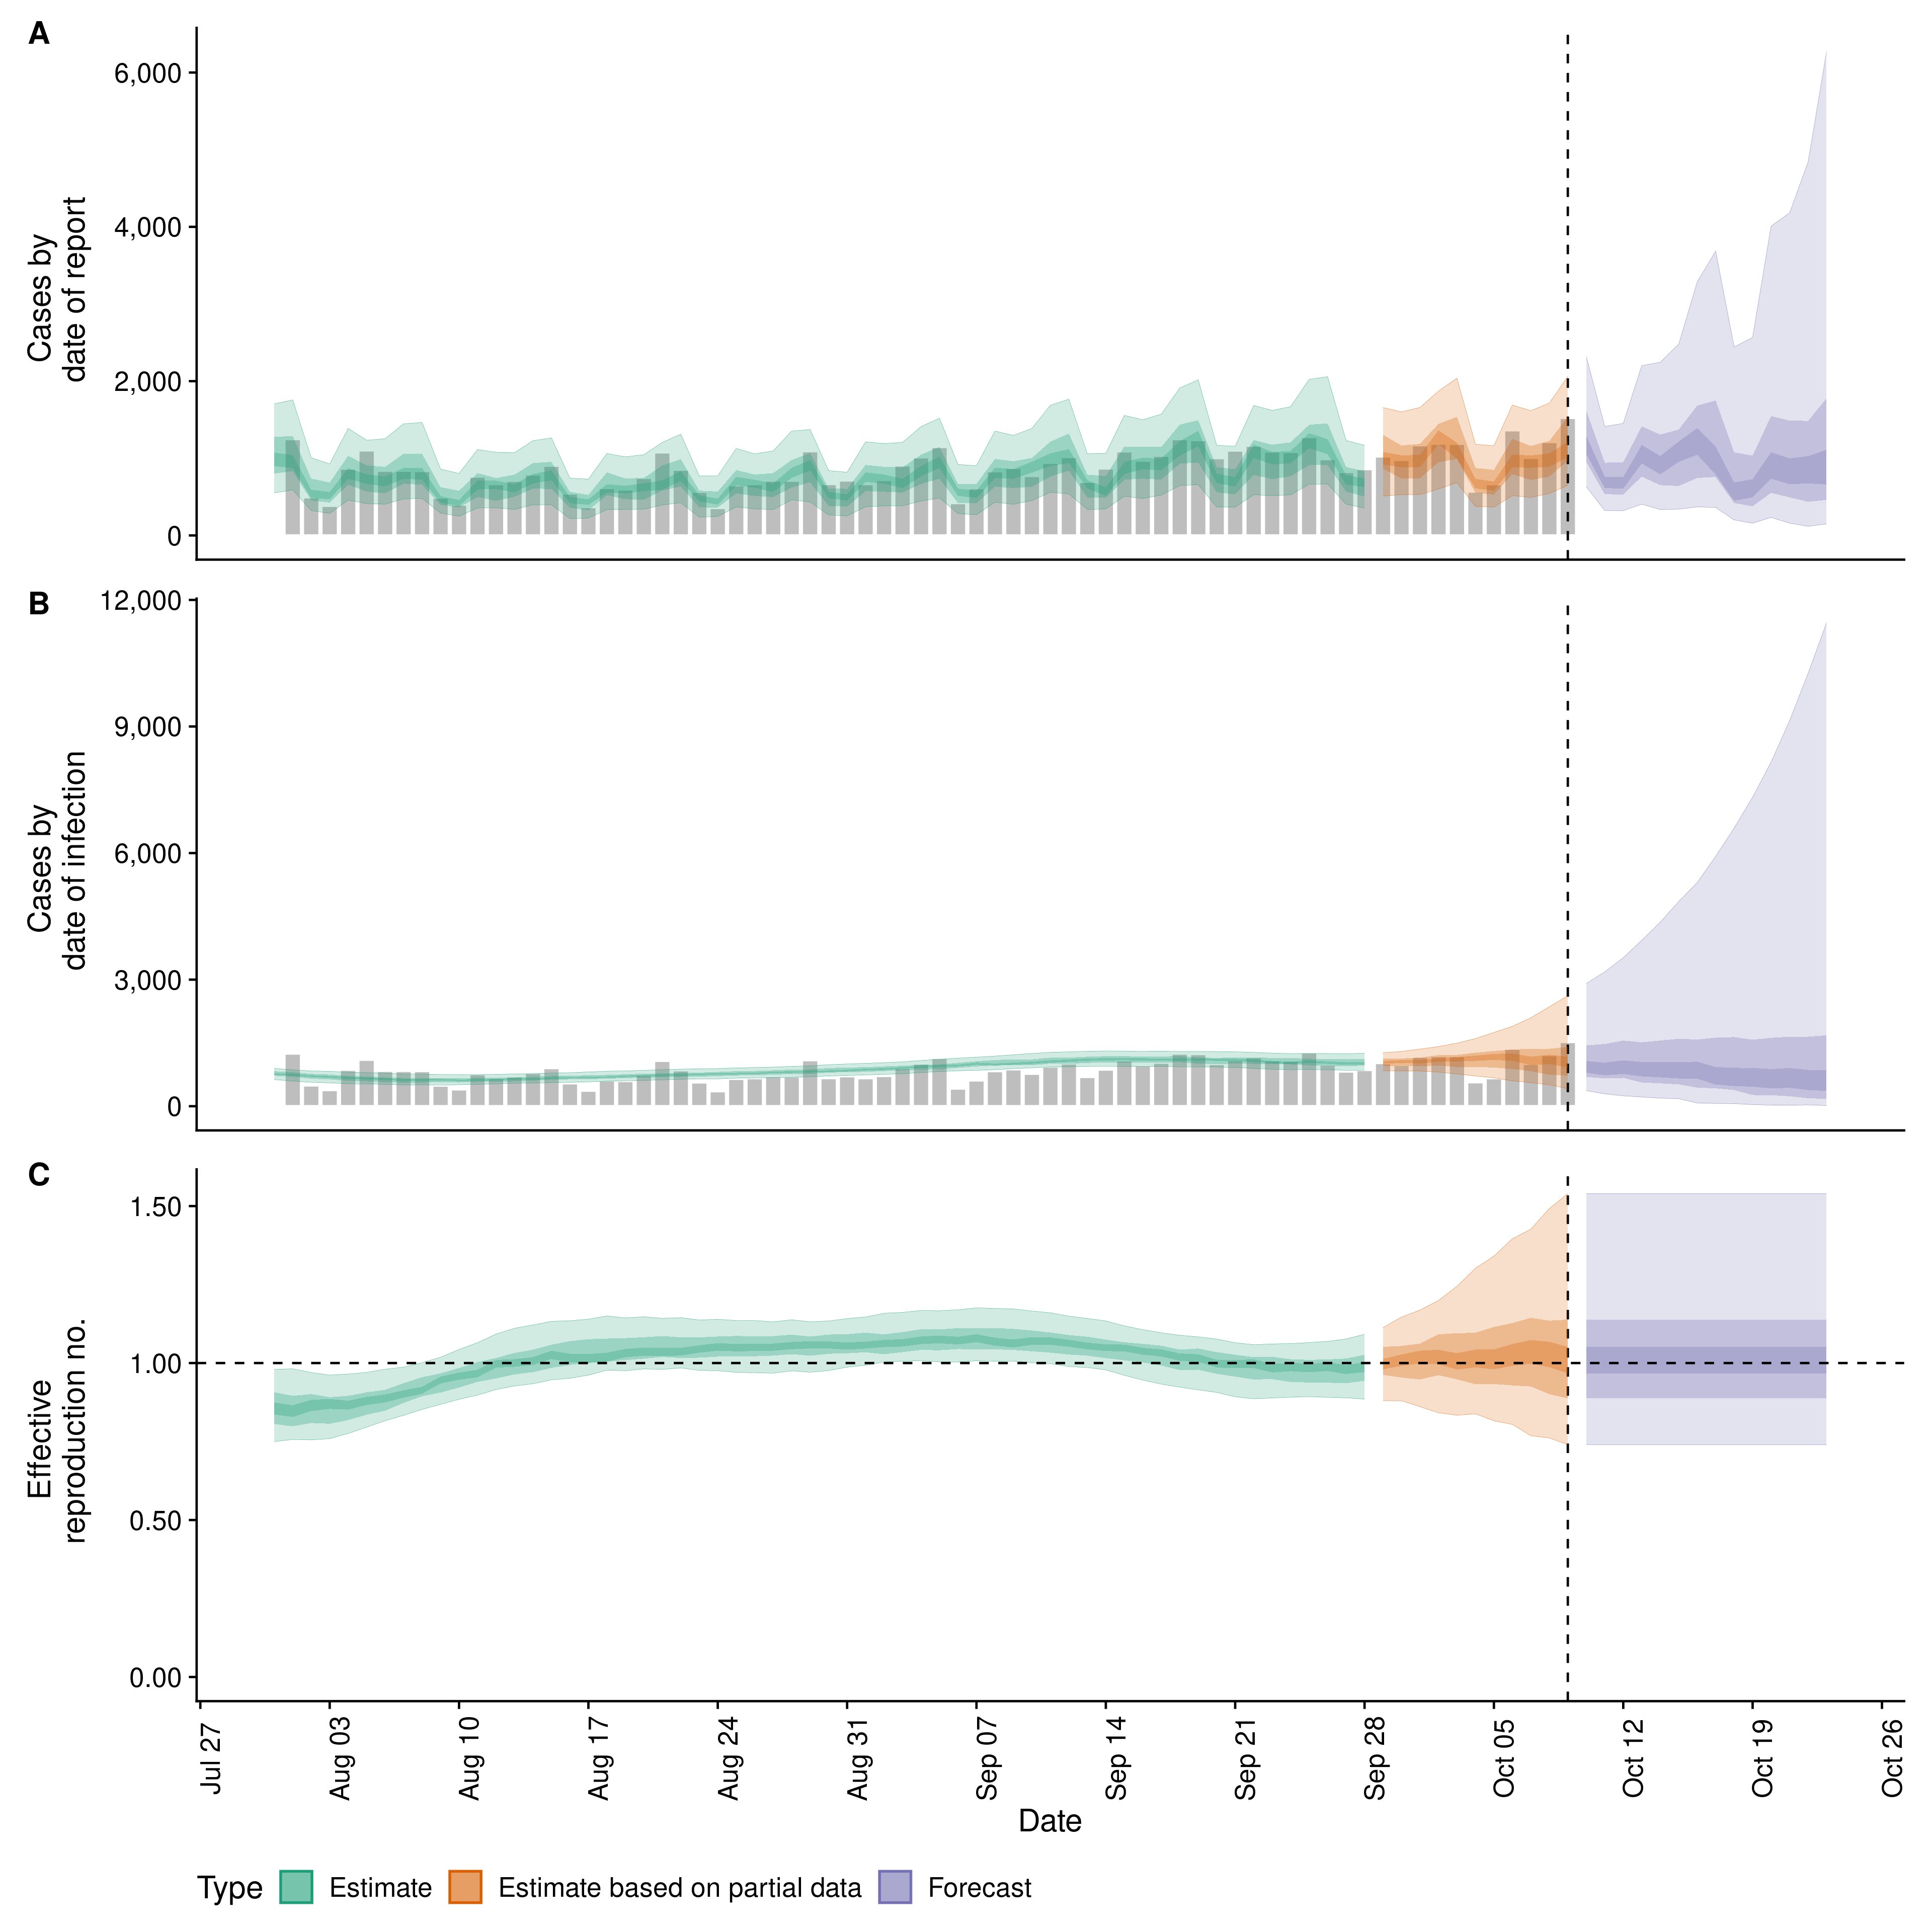 A
Cases by
date of report
6,000
4,000
2,000
0
B
Cases by
date of infection
12,000
9,000
6,000
3,000
0
C
Effective
reproduction no.
1.50
1.00
0.50
0.00
Jul 27
Aug 03
Aug 10
Aug 17
Aug 24
Aug 31
Sep 07
Sep 14
Sep 21
Sep 28
Oct 05
Oct 12
Oct 19
Oct 26
Date
Type Estimate Estimate based on partial data Forecast